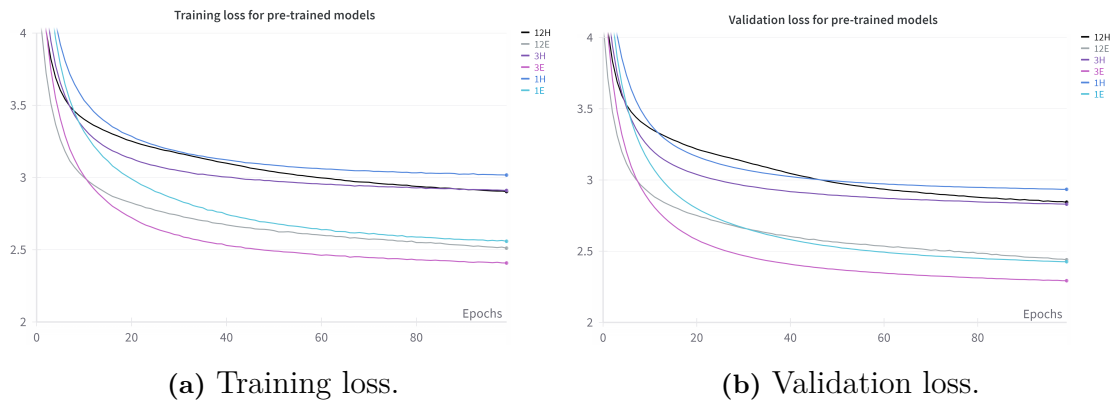 Training loss for pre-trained models
4
3.5
3
2.5
2
0
20
40
60
80
Epochs
12H
12E
3H
3E
1H
1E
(a) Training loss.
Validation loss for pre-trained models
4
3.5
3
2.5
2
0
20
40
60
80
Epochs
12H
12E
3H
3E
1H
1E
(b) Validation loss.